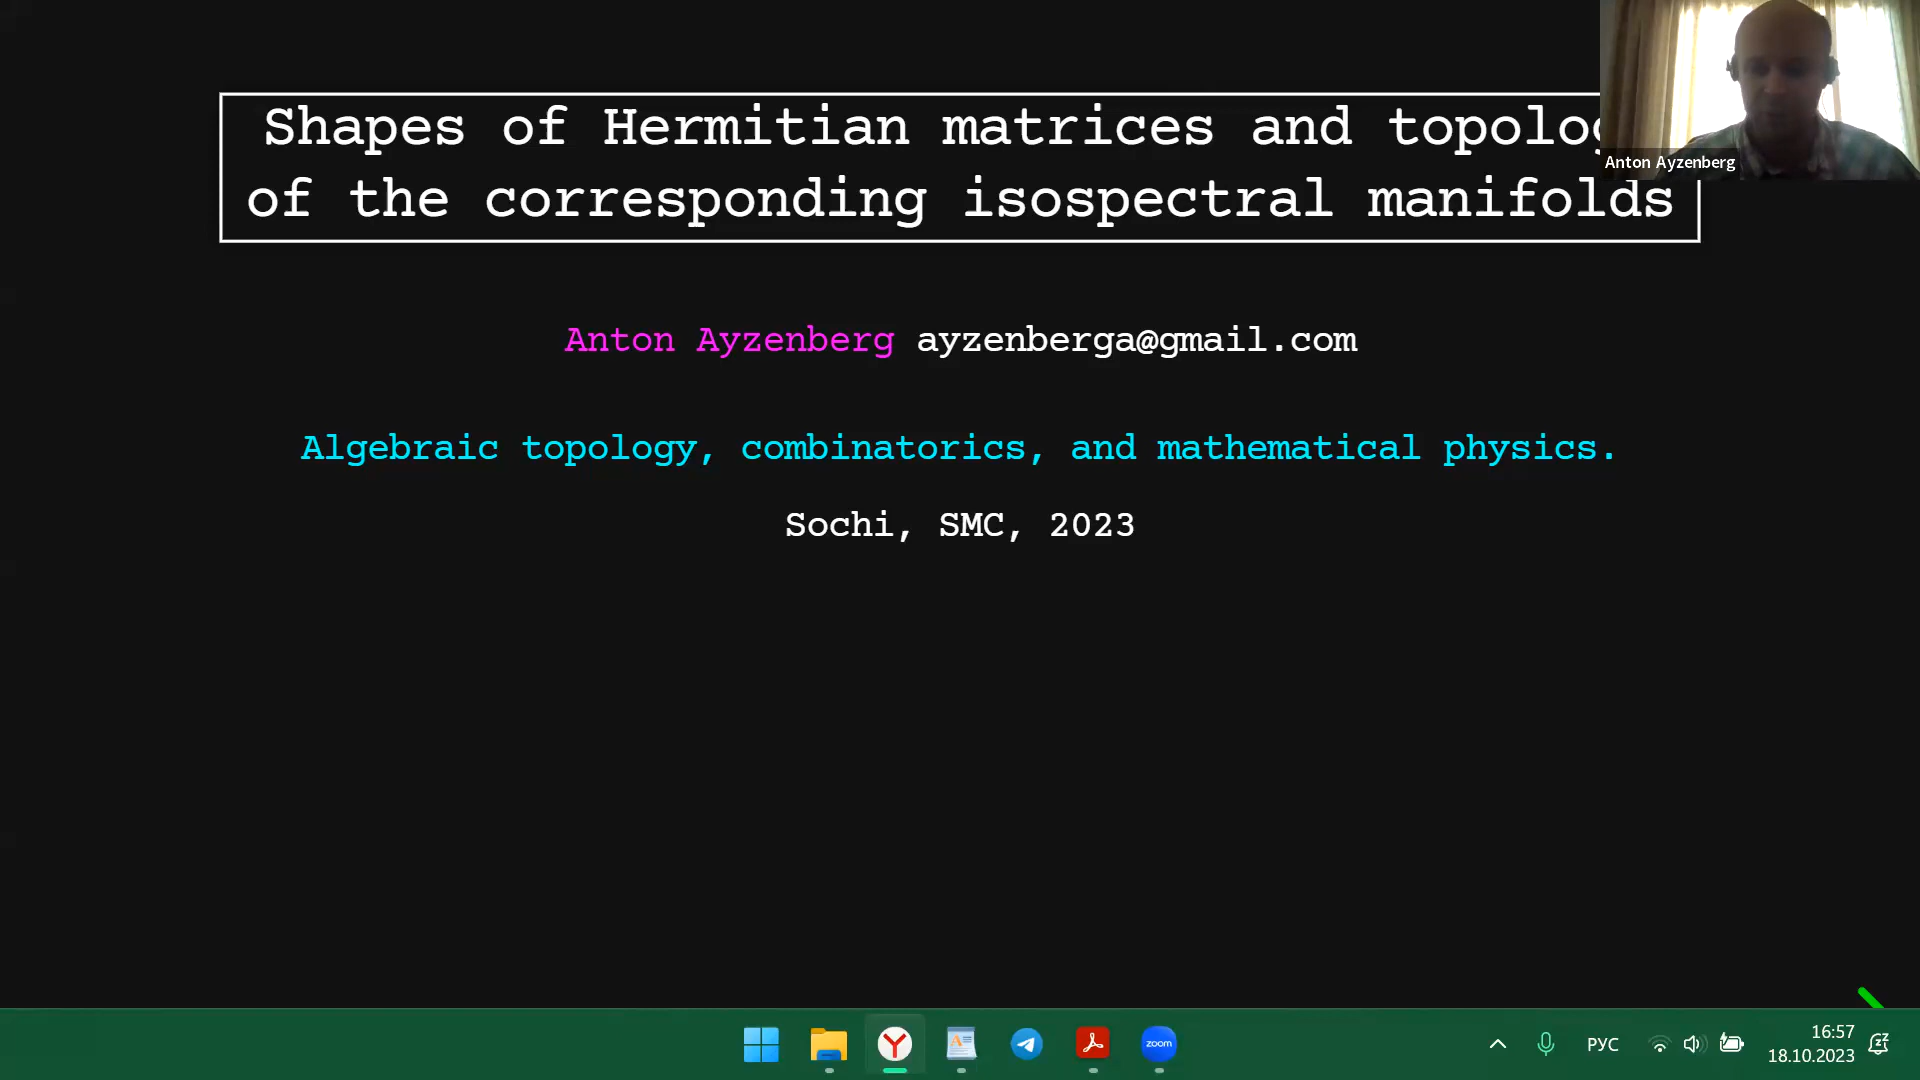 Shapes of Hermitian matrices and topolog
of the corresponding isospectral manifolds
Anton Ayzenberg
Anton Ayzenberg ayzenberga@gmail.com
Algebraic topology, combinatorics, and mathematical physics.
Sochi, SMC, 2023
zoom
РУС
16:57
18.10.2023